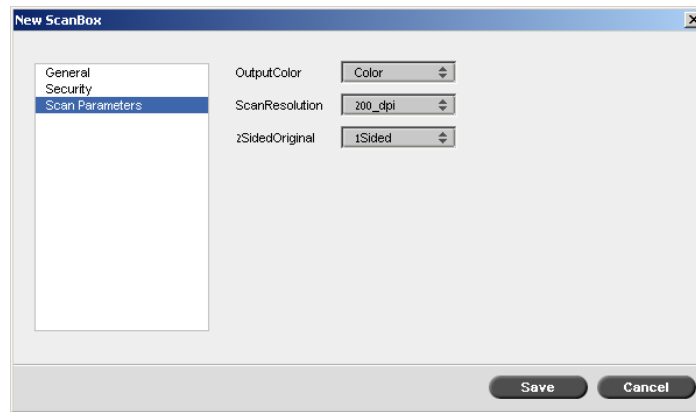 New ScanBox
General
Security
Scan Parameters
OutputColor Color
ScanResolution 200_dpi
2SidedOriginal 1Sided
Save Cancel